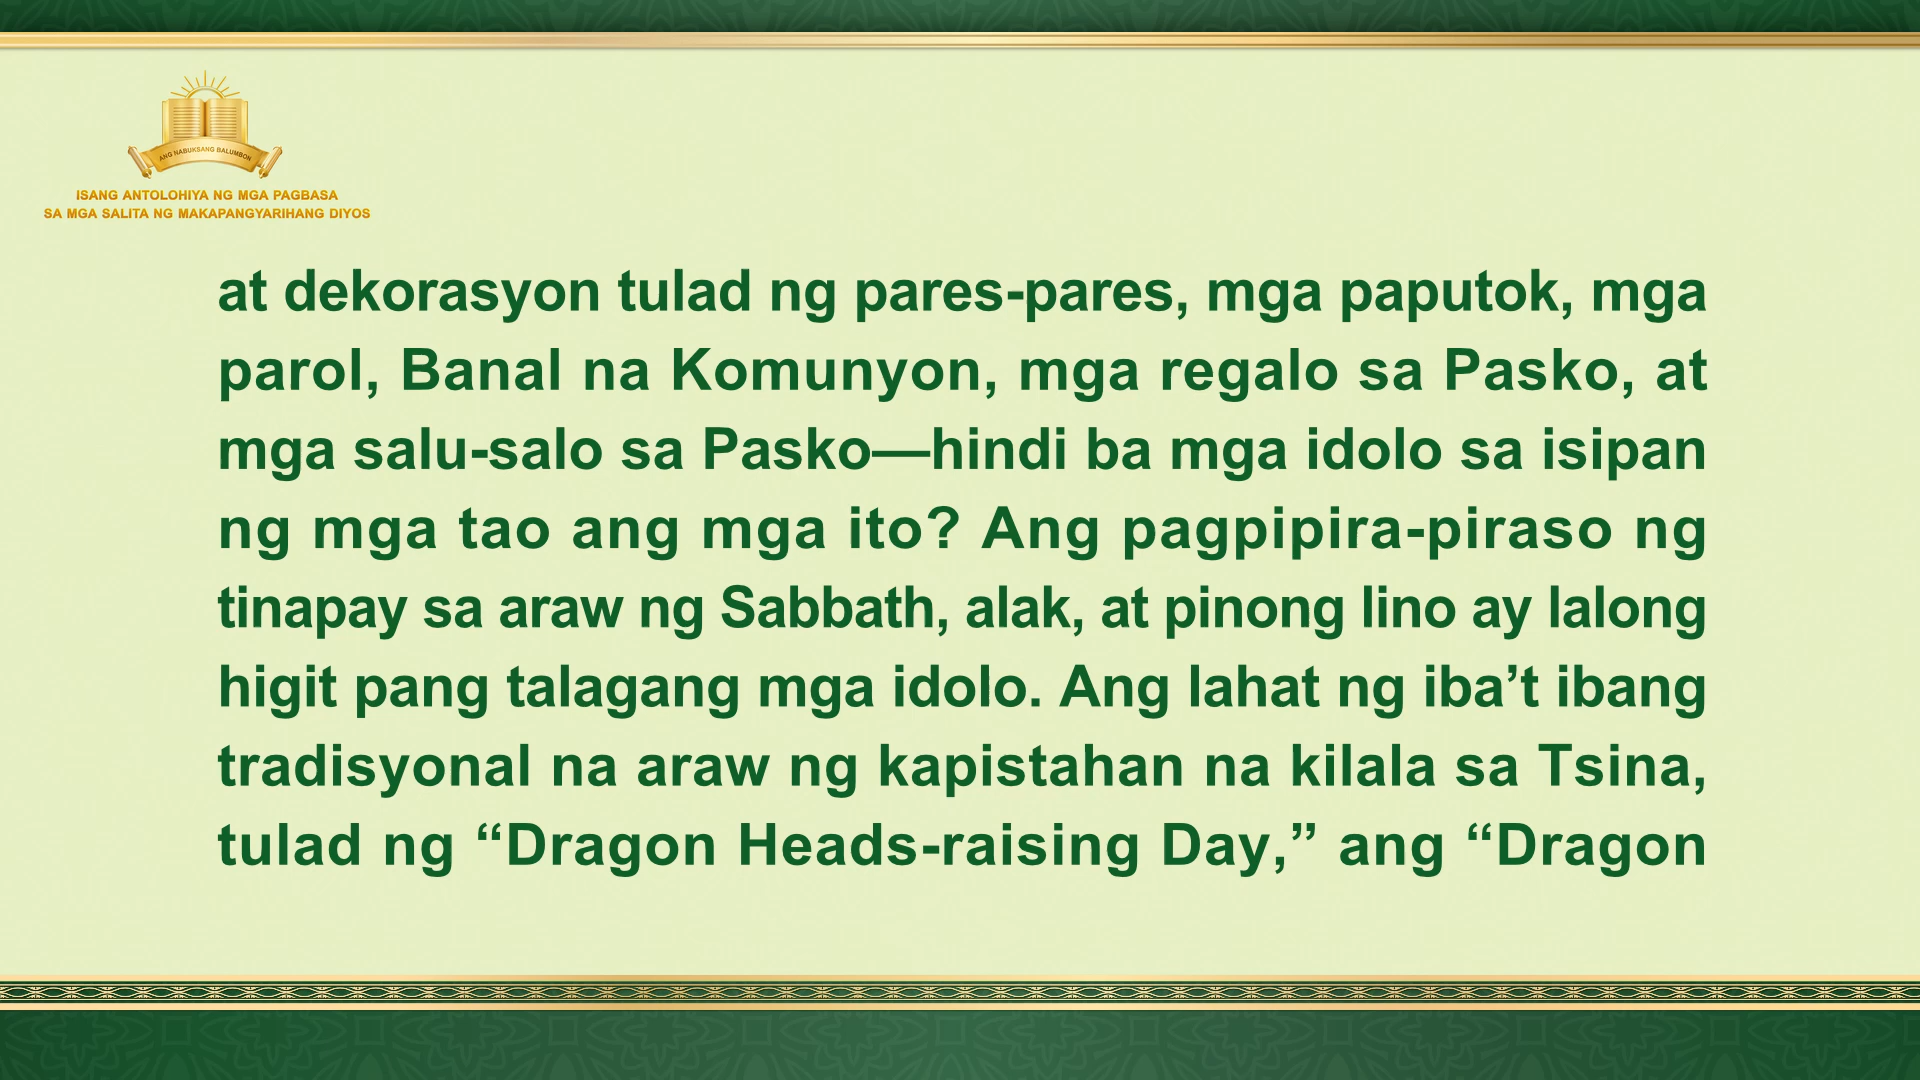 ANG NABUKSANG BALUMBON
ISANG ANTOLOHIYA NG MGA PAGBASA
SA MGA SALITA NG MAKAPANGYARIHANG DIYOS
at dekorasyon tulad ng pares-pares, mga paputok, mga
parol, Banal na Komunyon, mga regalo sa Pasko, at
mga salu-salo sa Pasko—hindi ba mga idolo sa isipan
ng mga tao ang mga ito? Ang pagpipira-piraso ng
tinapay sa araw ng Sabbath, alak, at pinong lino ay lalong
higit pang talagang mga idolo. Ang lahat ng iba’t ibang
tradisyonal na araw ng kapistahan na kilala sa Tsina,
tulad ng “Dragon Heads-raising Day,” ang “Dragon